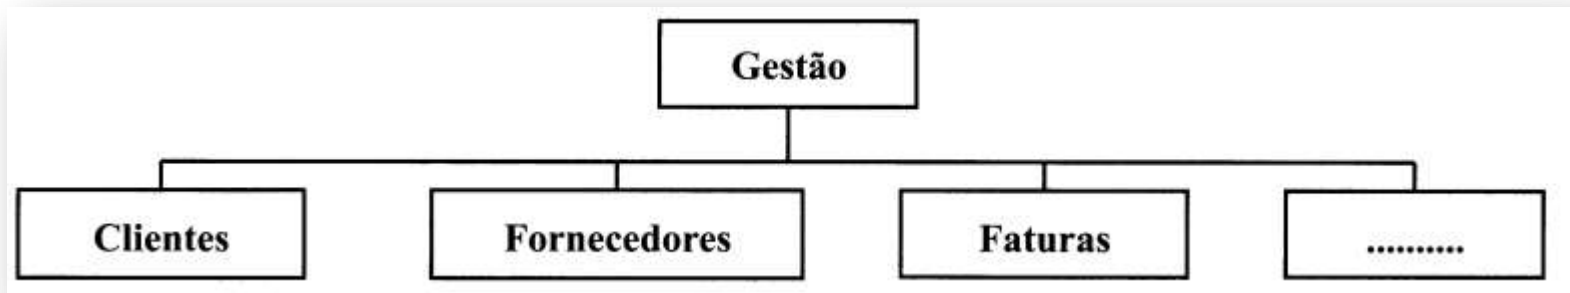 Gestão
Clientes
Fornecedores
Faturas
..........